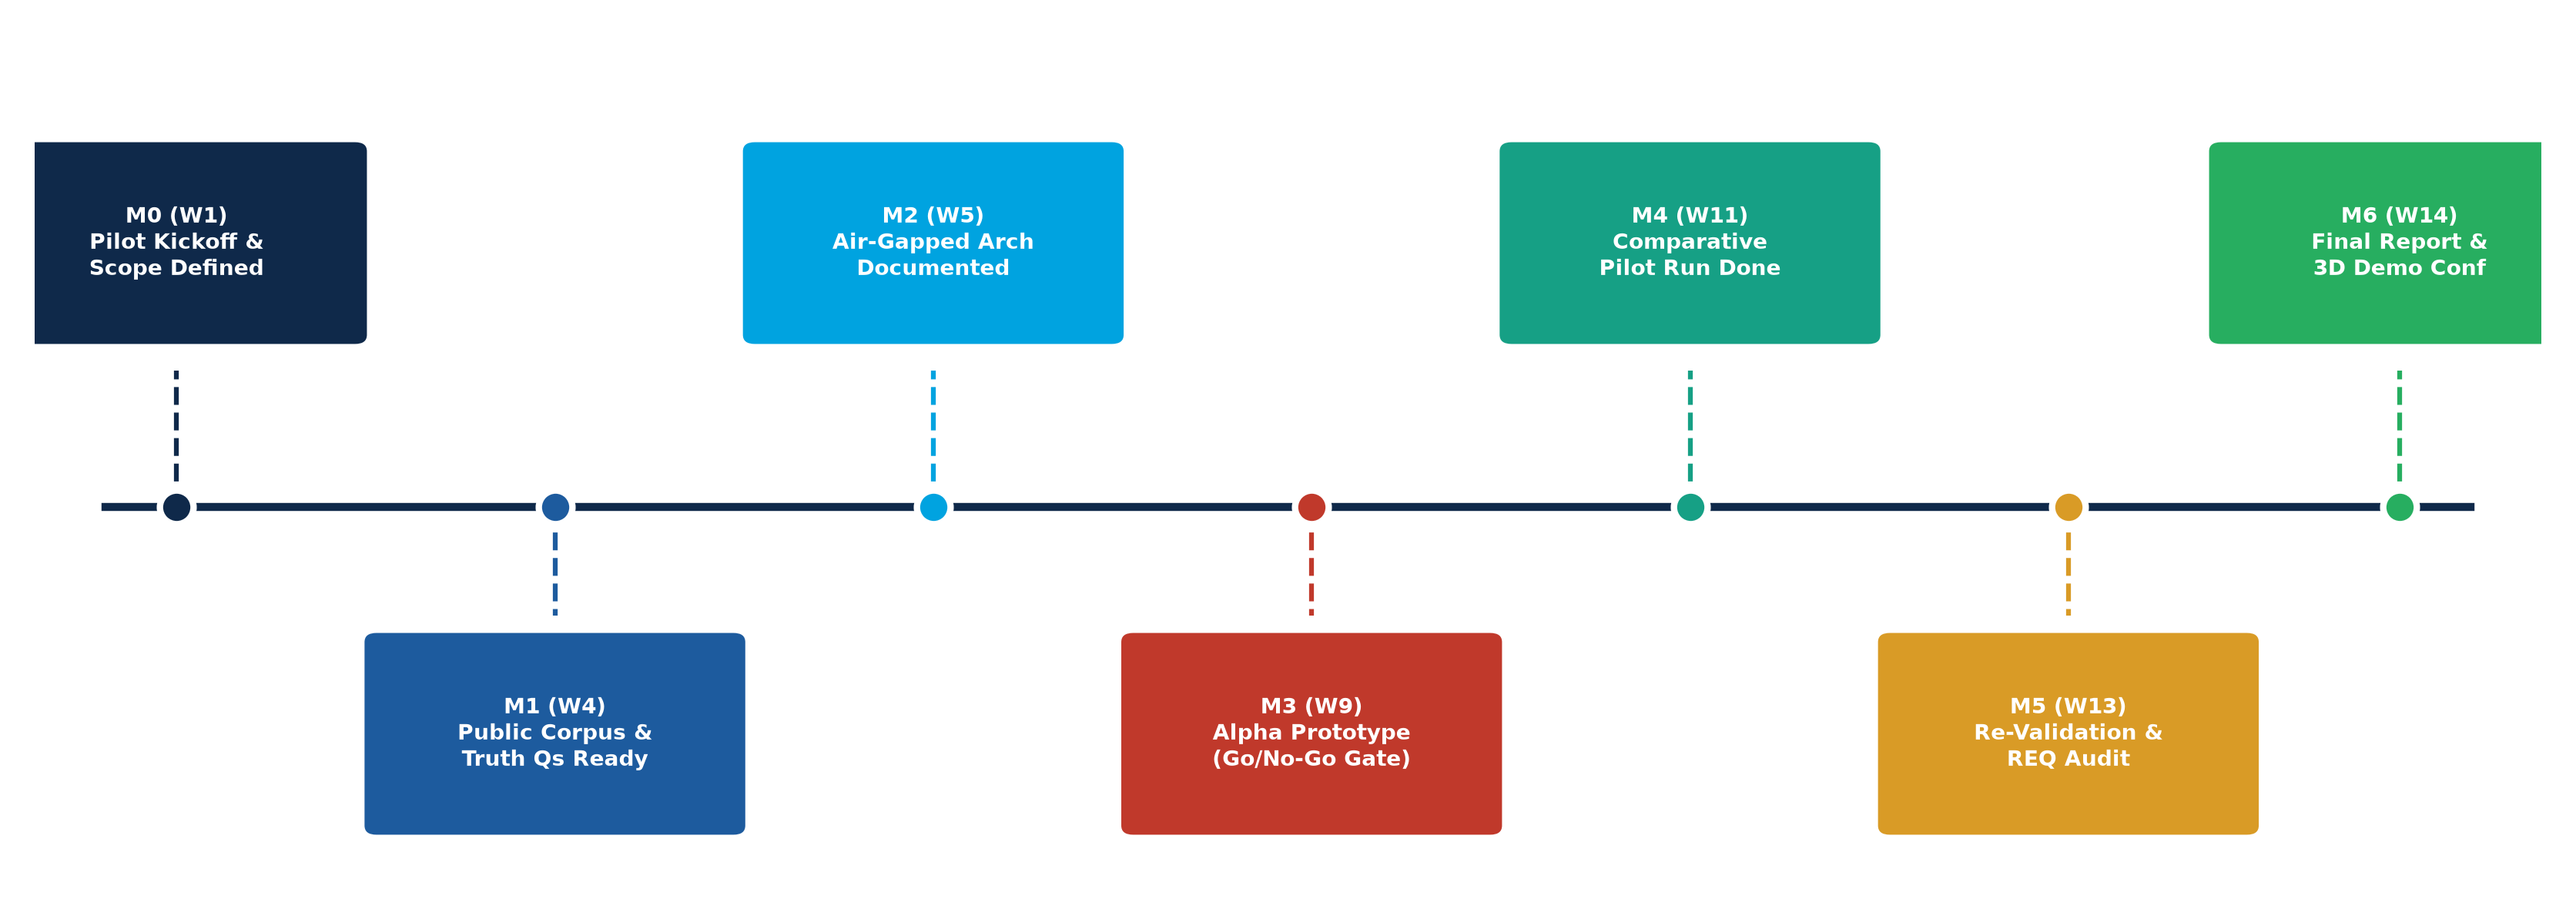 M0 (W1)
Pilot Kickoff &
Scope Defined
M1 (W4)
Public Corpus &
Truth Qs Ready
M2 (W5)
Air-Gapped Arch
Documented
M3 (W9)
Alpha Prototype
(Go/No-Go Gate)
M4 (W11)
Comparative
Pilot Run Done
M5 (W13)
Re-Validation &
REQ Audit
M6 (W14)
Final Report &
3D Demo Conf